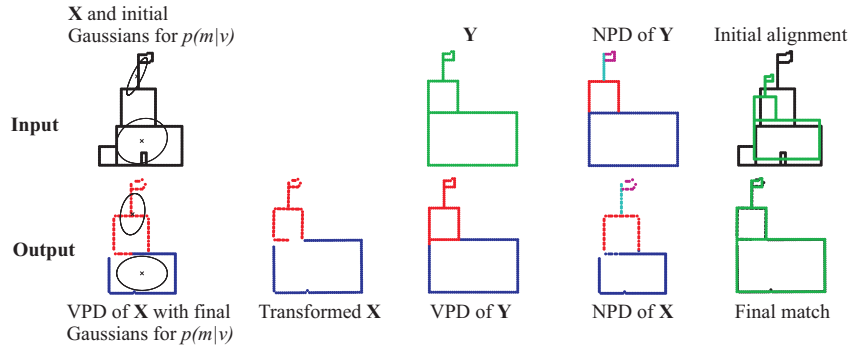 X and initial
Gaussians for p(m|v)
Y
NPD of Y
Initial alignment
Input
Output
VPD of X with final
Gaussians for p(m|v)
Transformed X
VPD of Y
NPD of X
Final match